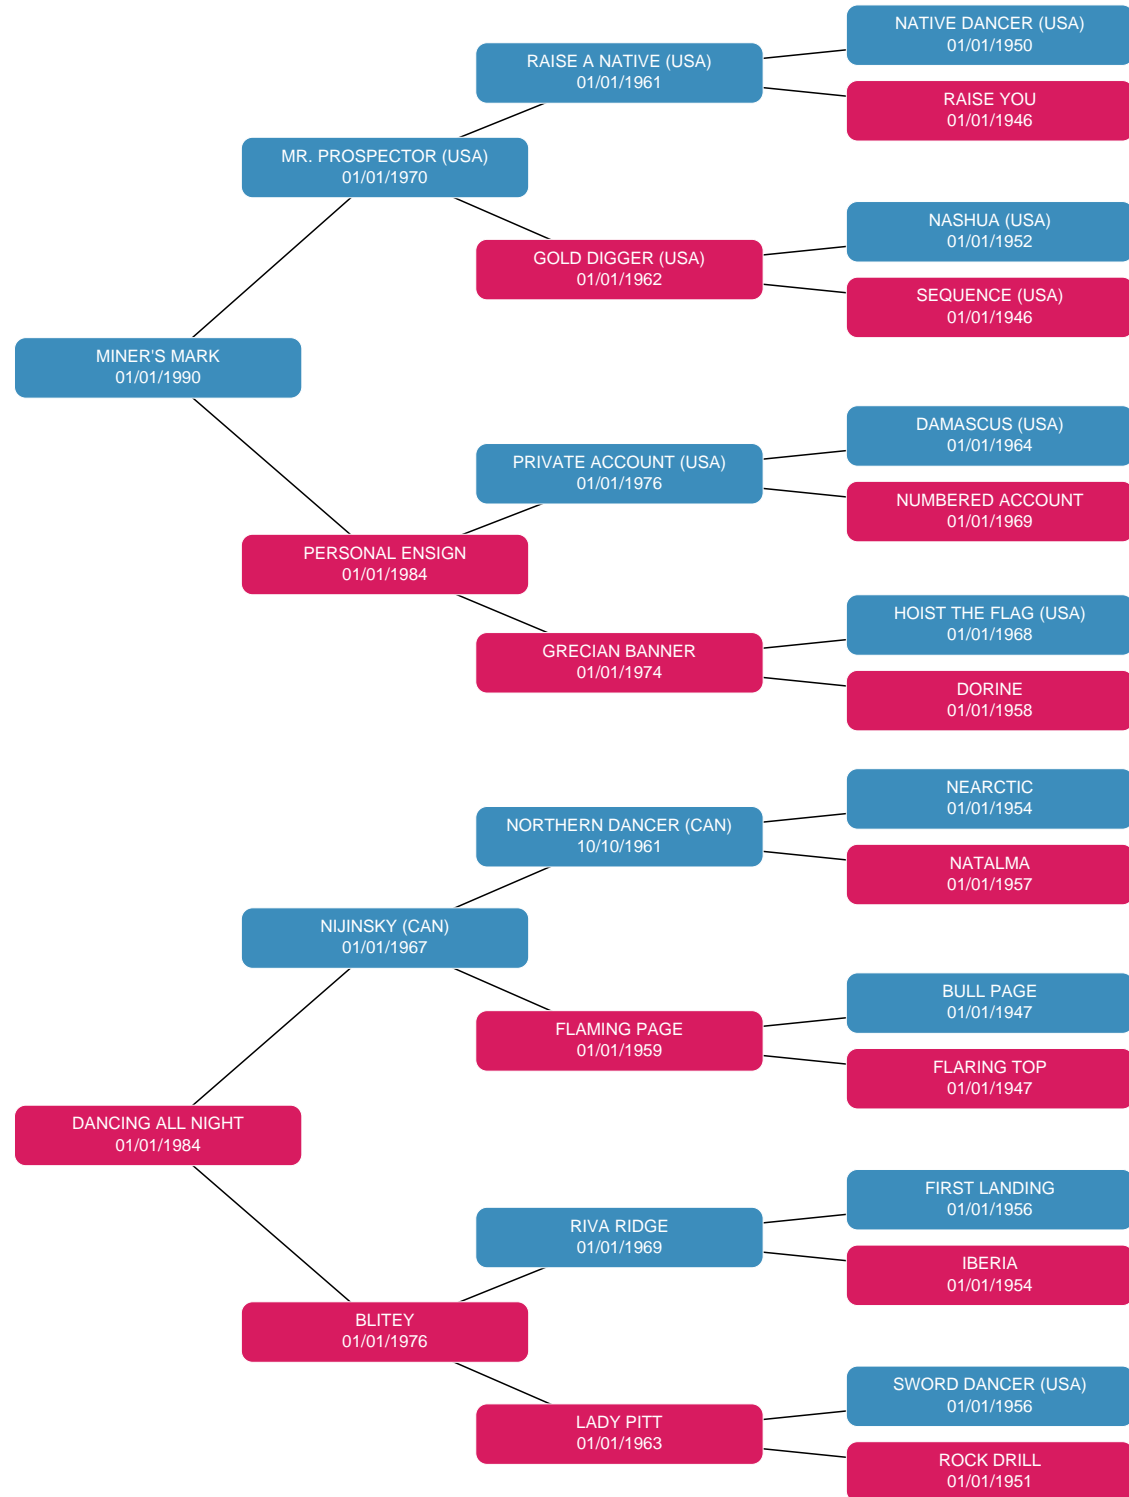 NATIVE DANCER (USA)
01/01/1950
RAISE A NATIVE (USA)
01/01/1961
RAISE YOU
01/01/1946
MR. PROSPECTOR (USA)
01/01/1970
NASHUA (USA)
01/01/1952
GOLD DIGGER (USA)
01/01/1962
SEQUENCE (USA)
01/01/1946
MINER'S MARK
01/01/1990
DAMASCUS (USA)
01/01/1964
PRIVATE ACCOUNT (USA)
01/01/1976
NUMBERED ACCOUNT
01/01/1969
PERSONAL ENSIGN
01/01/1984
HOIST THE FLAG (USA)
01/01/1968
GRECIAN BANNER
01/01/1974
DORINE
01/01/1958
NEARCTIC
01/01/1954
NORTHERN DANCER (CAN)
10/10/1961
NATALMA
01/01/1957
NIJINSKY (CAN)
01/01/1967
BULL PAGE
01/01/1947
FLAMING PAGE
01/01/1959
FLARING TOP
01/01/1947
DANCING ALL NIGHT
01/01/1984
FIRST LANDING
01/01/1956
RIVA RIDGE
01/01/1969
IBERIA
01/01/1954
BLITEY
01/01/1976
SWORD DANCER (USA)
01/01/1956
LADY PITT
01/01/1963
ROCK DRILL
01/01/1951